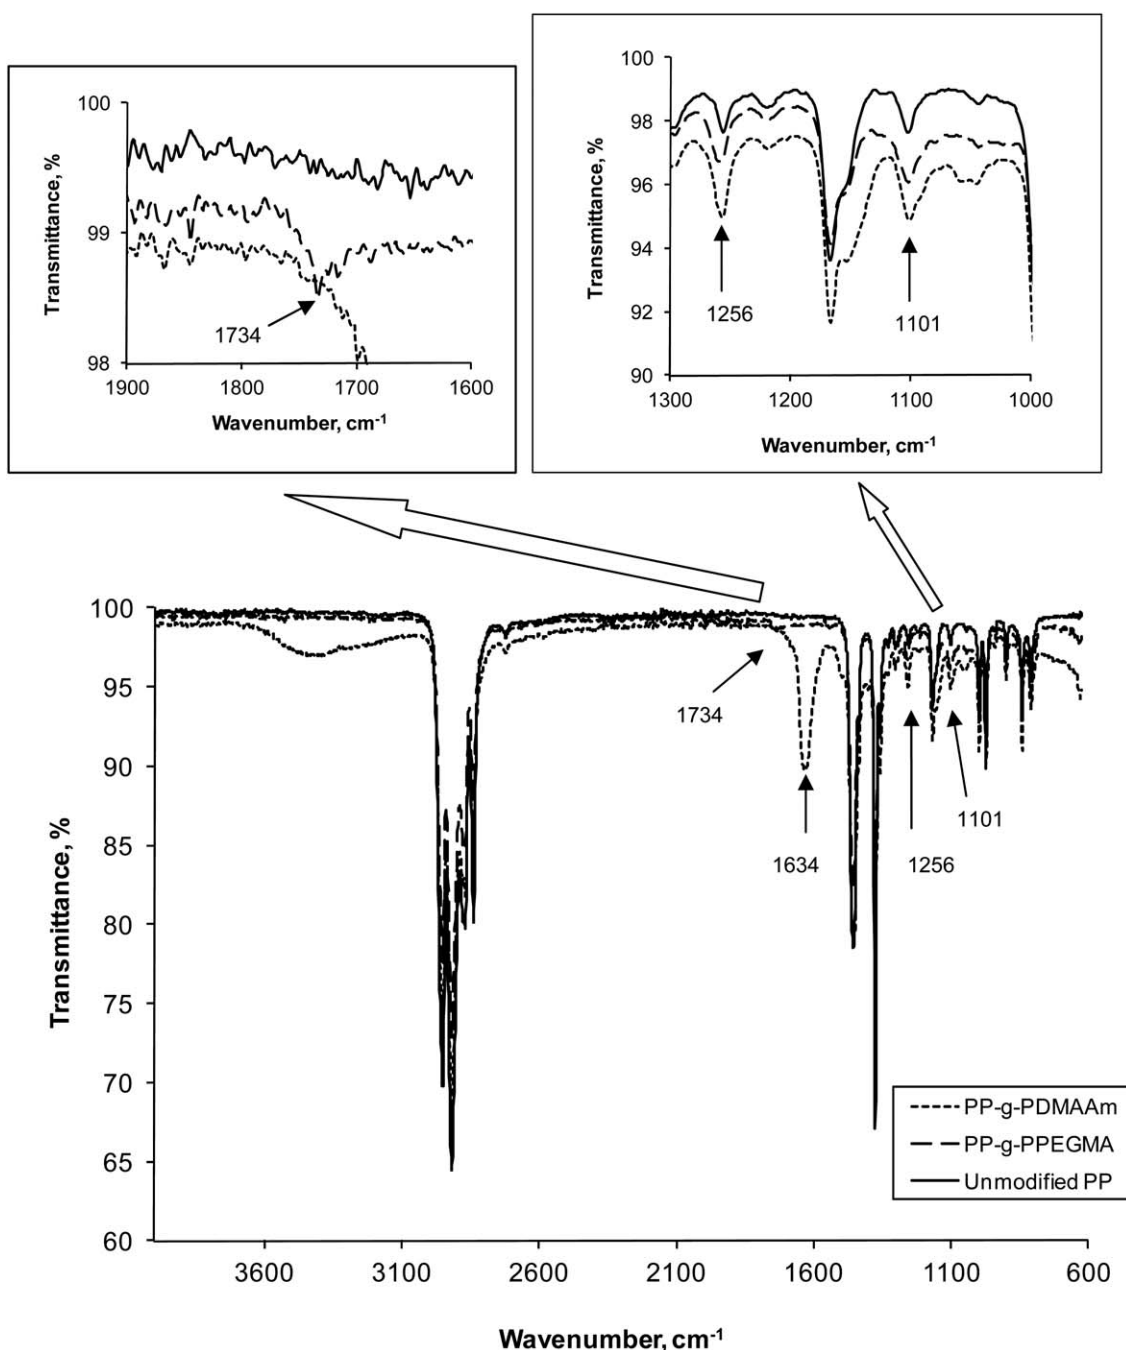 100
99
98
Transmittance, %
1734
1900 1800 1700 1600
Wavenumber, cm⁻¹
100
98
96
94
92
90
Transmittance, %
1256
1101
1300 1200 1100 1000
Wavenumber, cm⁻¹
100
95
90
85
80
75
70
65
60
Transmittance, %
1734
1634
1256
1101
PP-g-PDMAAm
PP-g-PPEGMA
Unmodified PP
3600 3100 2600 2100 1600 1100 600
Wavenumber, cm⁻¹